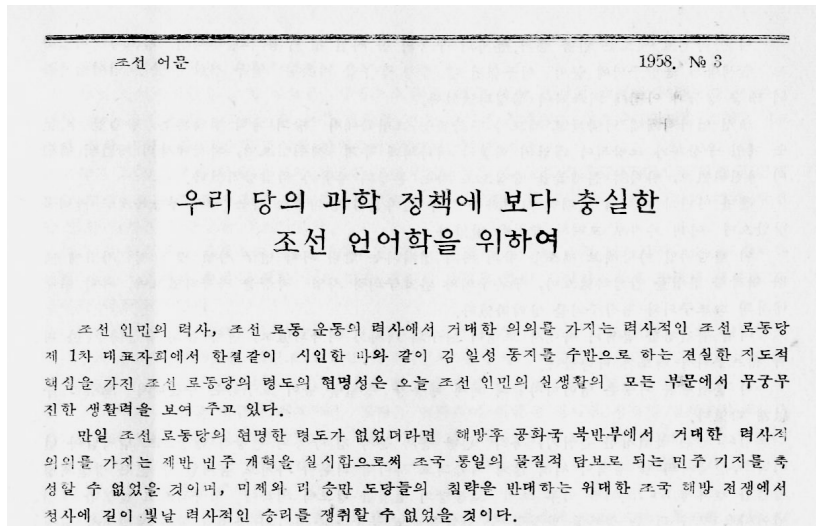 조선 어문
1958. № 3
우리 당의 과학 정책에 보다 충실한
조선 언어학을 위하여
조선 인민의 력사, 조선 로동 운동의 력사에서 거대한 의의를 가지는 력사적인 조선 로동당
제 1차 대표자회에서 한결같이 시인한 바와 같이 김 일성 동지를 수반으로 하는 견실한 지도적
핵심을 가진 조선 로동당의 령도의 현명성은 오늘 조선 인민의 실생활의 모든 부문에서 무궁무
진한 생활력을 보여 주고 있다.
만일 조선 로동당의 현명한 령도가 없었더라면 해방후 공화국 북반부에서 거대한 력사적
의의를 가지는 제반 민주 개혁을 실시함으로써 조국 통일의 물질적 담보로 되는 민주 기지를 축
성할 수 없었을 것이며, 미제와 리 승만 도당들의 침략을 반대하는 위대한 조국 해방 전쟁에서
청사에 길이 빛날 력사적인 승리를 쟁취할 수 없었을 것이다.